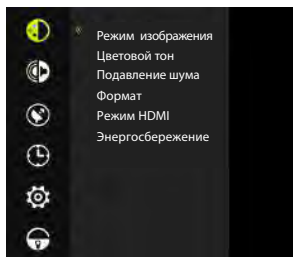 Режим изображения
Цветовой тон
Подавление шума
Формат
Режим HDMI
Энергосбережение